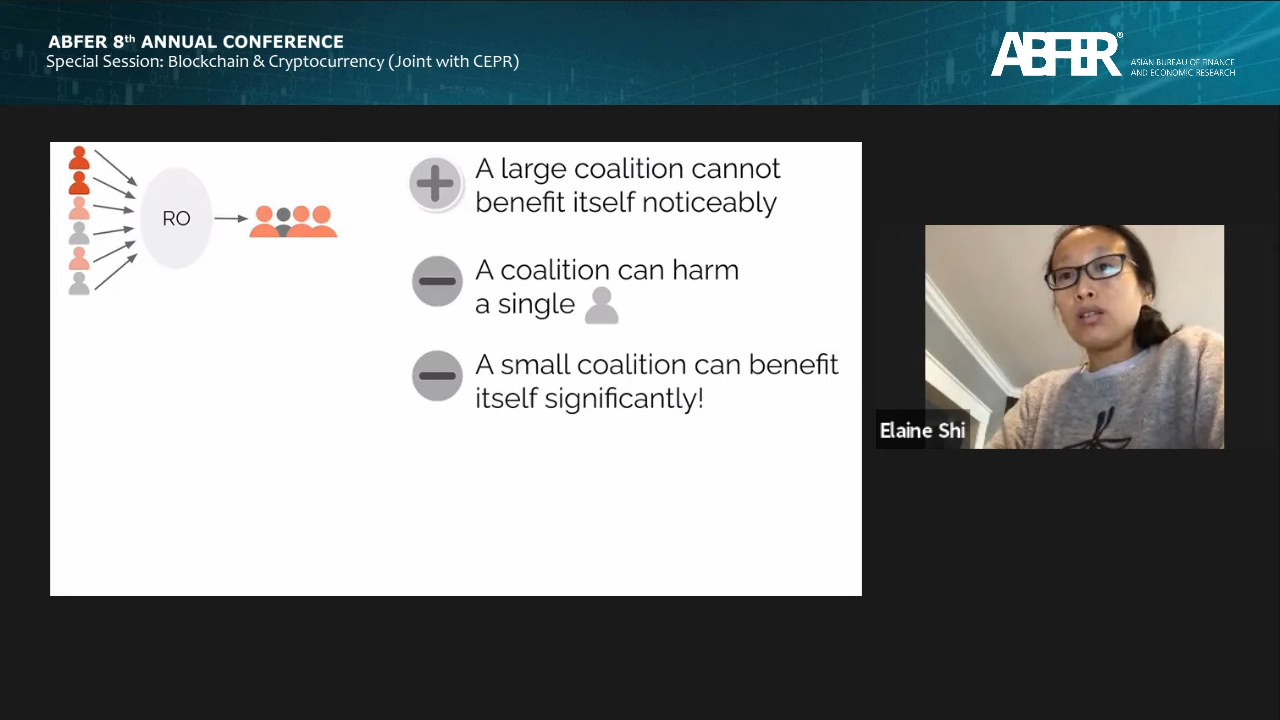 ABFER 8th ANNUAL CONFERENCE
Special Session: Blockchain & Cryptocurrency (Joint with CEPR)
ABFER®
ASIAN BUREAU OF FINANCE
AND ECONOMIC RESEARCH
RO
A large coalition cannot
benefit itself noticeably
A coalition can harm
a single
A small coalition can benefit
itself significantly!
Elaine Shi